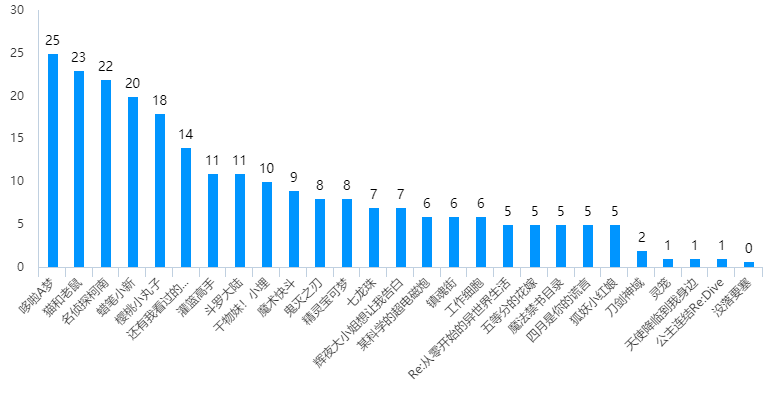 30
25
20
15
10
5
0
25
23
22
20
18
14
11
11
10
9
8
8
7
7
6
6
6
5
5
5
5
5
2
1
1
1
0
哆啦A梦
猫和老鼠
名侦探柯南
蜡笔小新
樱桃小丸子
还有我看过的...
灌篮高手
斗罗大陆
干物妹！小埋
魔术快斗
鬼灭之刃
精灵宝可梦
七龙珠
辉夜大小姐想让我告白
某科学的超电磁炮
镇魂街
工作细胞
Re:从零开始的异世界生活
五等分的花嫁
魔法禁书目录
四月是你的谎言
狐妖小红娘
刀剑神域
灵笼
天使降临到我身边
公主连结Re:Dive
没落要塞